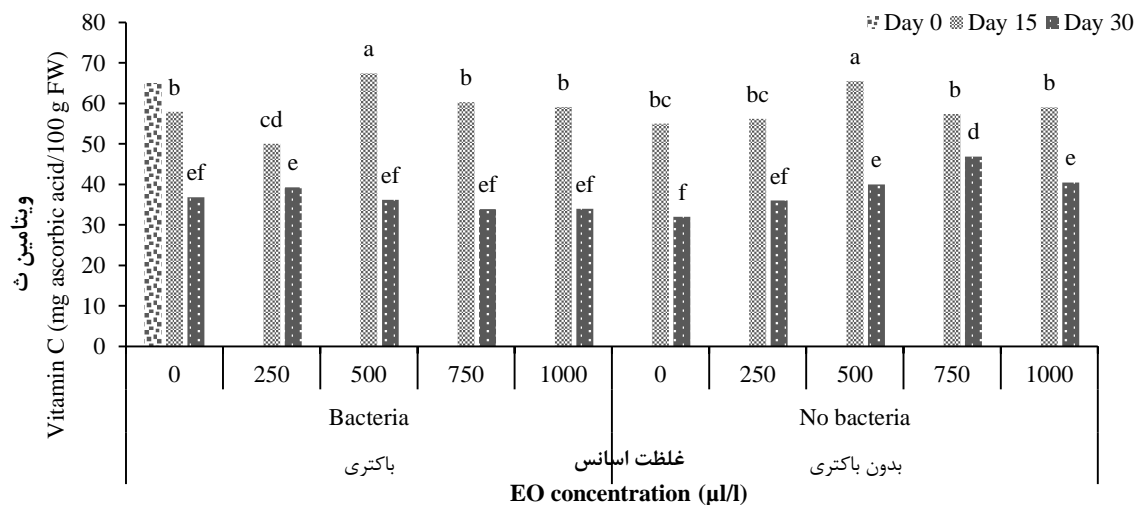 Day 0 Day 15 Day 30
80
70
60
50
40
30
20
10
0
ویتامین ث
Vitamin C (mg ascorbic acid/100 g FW)
b cd a b b bc bc a b b
ef e ef ef ef f ef e d e
0 250 500 750 1000 0 250 500 750 1000
Bacteria No bacteria
باکتری بدون باکتری
غلظت اسانس
EO concentration (µl/l)